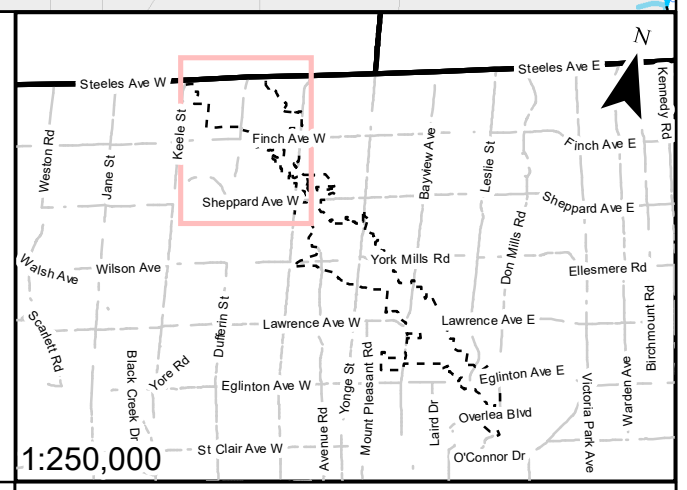 N
Steeles Ave W
Steeles Ave E
Kennedy Rd
Weston Rd
Jane St
Keele St
Finch Ave W
Bayview Ave
Leslie St
Finch Ave E
Sheppard Ave W
Sheppard Ave E
Don Mills Rd
Walsh Ave
Wilson Ave
York Mills Rd
Ellesmere Rd
Scarlett Rd
Dufferin St
Lawrence Ave W
Lawrence Ave E
Birchmount Rd
Black Creek Dr
Yore Rd
Eglinton Ave W
Yonge St
Mount Pleasant Rd
Eglinton Ave E
Avenue Rd
Laird Dr
Overlea Blvd
Victoria Park Ave
Warden Ave
St Clair Ave W
O'Connor Dr
1:250,000